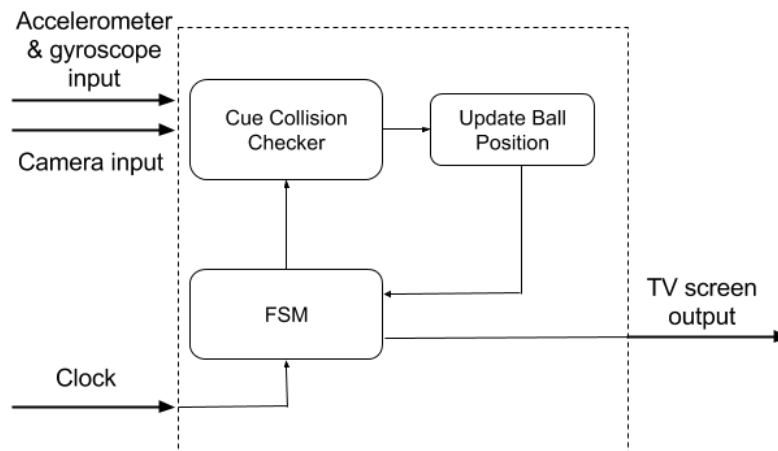 Accelerometer
& gyroscope
input
Camera input
Cue Collision
Checker
Update Ball
Position
FSM
TV screen
output
Clock